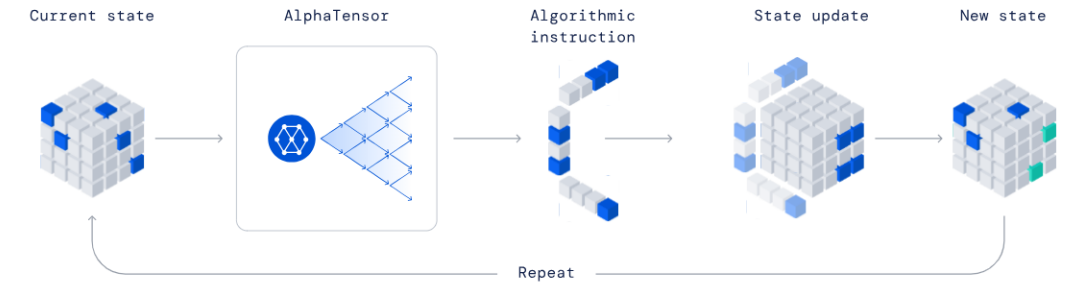 Current state
AlphaTensor
Algorithmic
instruction
State update
New state
Repeat